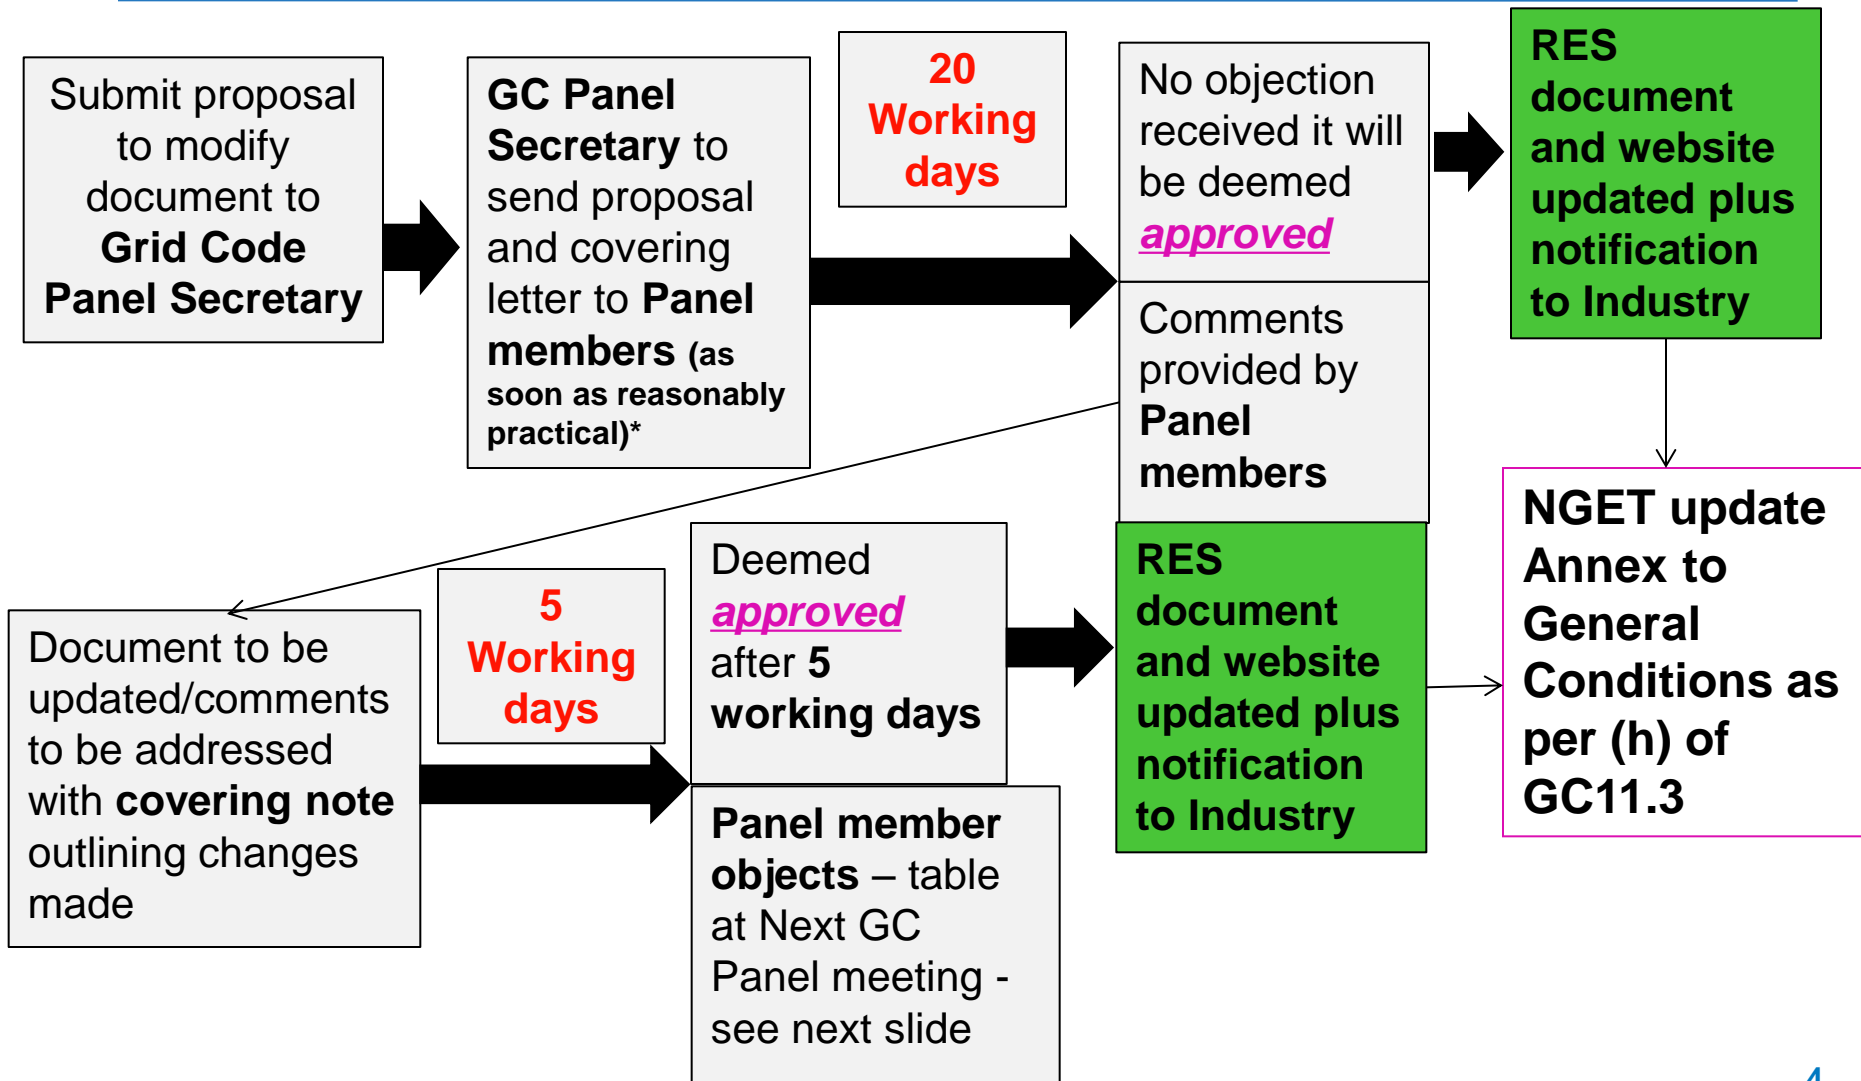 Submit proposal
to modify
document to
Grid Code
Panel Secretary
GC Panel
Secretary to
send proposal
and covering
letter to Panel
members (as
soon as reasonably
practical)*
20
Working
days
No objection
received it will
be deemed
approved
Comments
provided by
Panel
members
RES
document
and website
updated plus
notification
to Industry
Document to be
updated/comments
to be addressed
with covering note
outlining changes
made
5
Working
days
Deemed
approved
after 5
working days
Panel member
objects – table
at Next GC
Panel meeting -
see next slide
RES
document
and website
updated plus
notification
to Industry
NGET update
Annex to
General
Conditions as
per (h) of
GC11.3
4